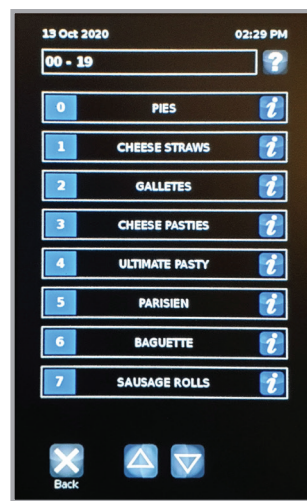 13 Oct 2020 02:29 PM
00 - 19 ?
0 PIES i
1 CHEESE STRAWS i
2 GALLETES i
3 CHEESE PASTIES i
4 ULTIMATE PASTY i
5 PARISIEN i
6 BAGUETTE i
7 SAUSAGE ROLLS i
Back